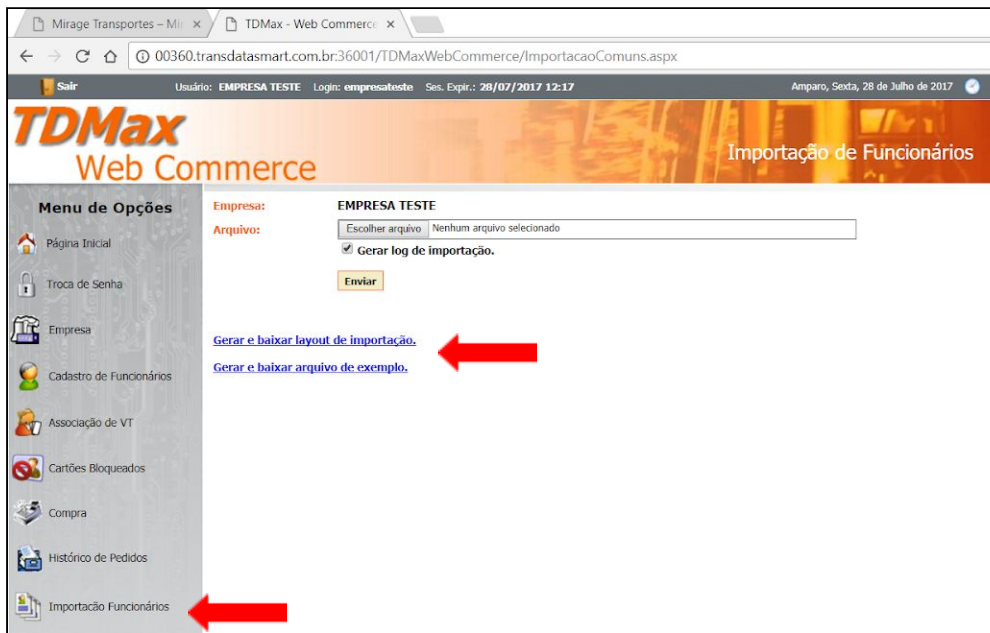 Mirage Transportes – Mi
TDMax - Web Commerce
00360.transdatasmart.com.br:36001/TDMaxWebCommerce/ImportacaoComuns.aspx
Sair Usuário: EMPRESA TESTE Login: empresateste Ses. Expir.: 28/07/2017 12:17 Amparo, Sexta, 28 de Julho de 2017
TDMax
Web Commerce
Importação de Funcionários
Menu de Opções
Página Inicial
Troca de Senha
Empresa
Cadastro de Funcionários
Associação de VT
Cartões Bloqueados
Compra
Histórico de Pedidos
Importacão Funcionários
Empresa: EMPRESA TESTE
Arquivo: Escolher arquivo Nenhum arquivo selecionado
Gerar log de importação.
Enviar
Gerar e baixar layout de importação.
Gerar e baixar arquivo de exemplo.